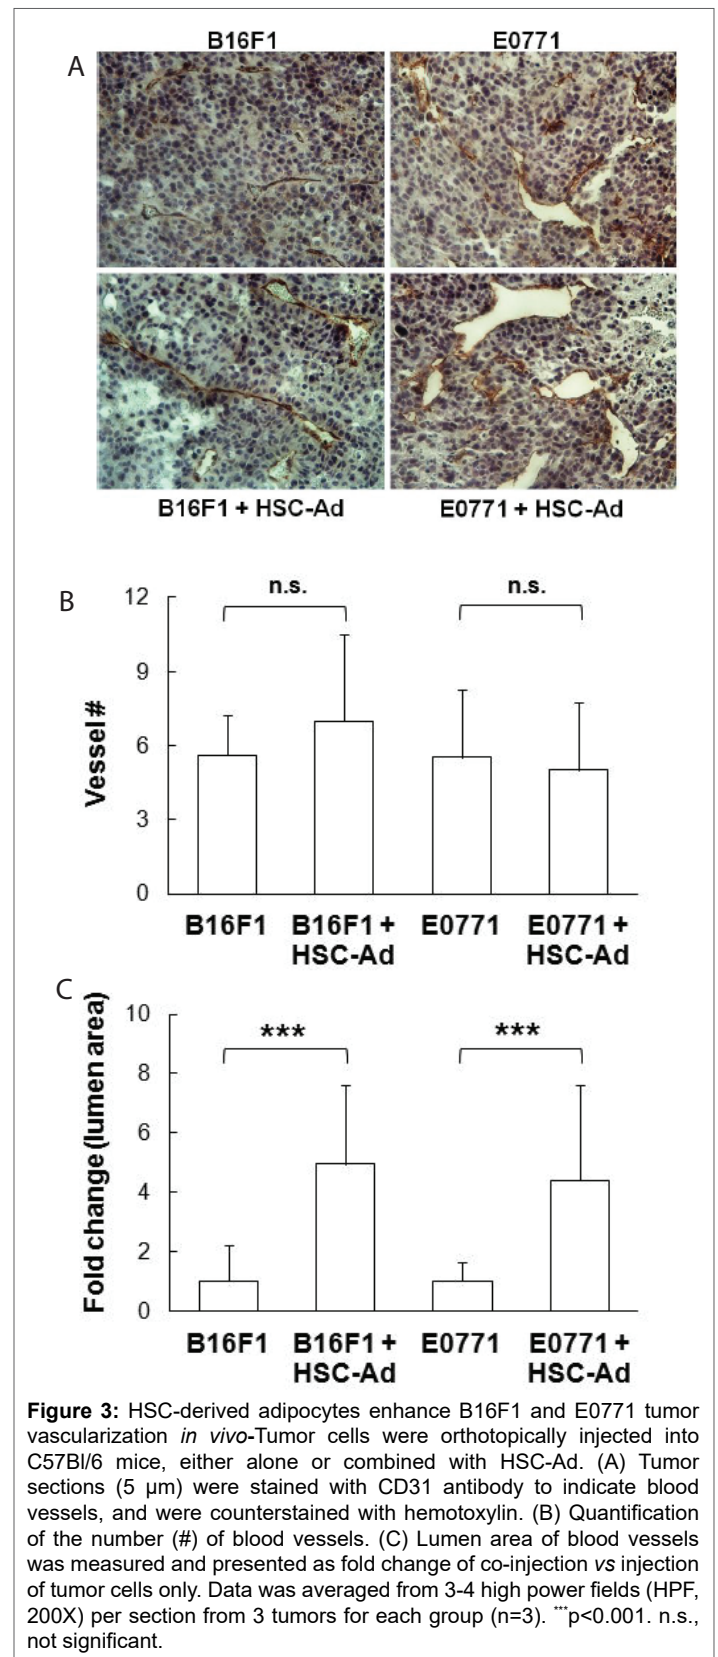 B16F1 E0771
A
B16F1 + HSC-Ad E0771 + HSC-Ad
B
n.s. n.s.
12
9
6
3
0
Vessel #
B16F1 B16F1 + HSC-Ad E0771 E0771 + HSC-Ad
C
*** ***
10
8
6
4
2
0
Fold change (lumen area)
B16F1 B16F1 + HSC-Ad E0771 E0771 + HSC-Ad
Figure 3: HSC-derived adipocytes enhance B16F1 and E0771 tumor
vascularization in vivo-Tumor cells were orthotopically injected into
C57Bl/6 mice, either alone or combined with HSC-Ad. (A) Tumor
sections (5 µm) were stained with CD31 antibody to indicate blood
vessels, and were counterstained with hemotoxylin. (B) Quantification
of the number (#) of blood vessels. (C) Lumen area of blood vessels
was measured and presented as fold change of co-injection vs injection
of tumor cells only. Data was averaged from 3-4 high power fields (HPF,
200X) per section from 3 tumors for each group (n=3). ***p<0.001. n.s.,
not significant.